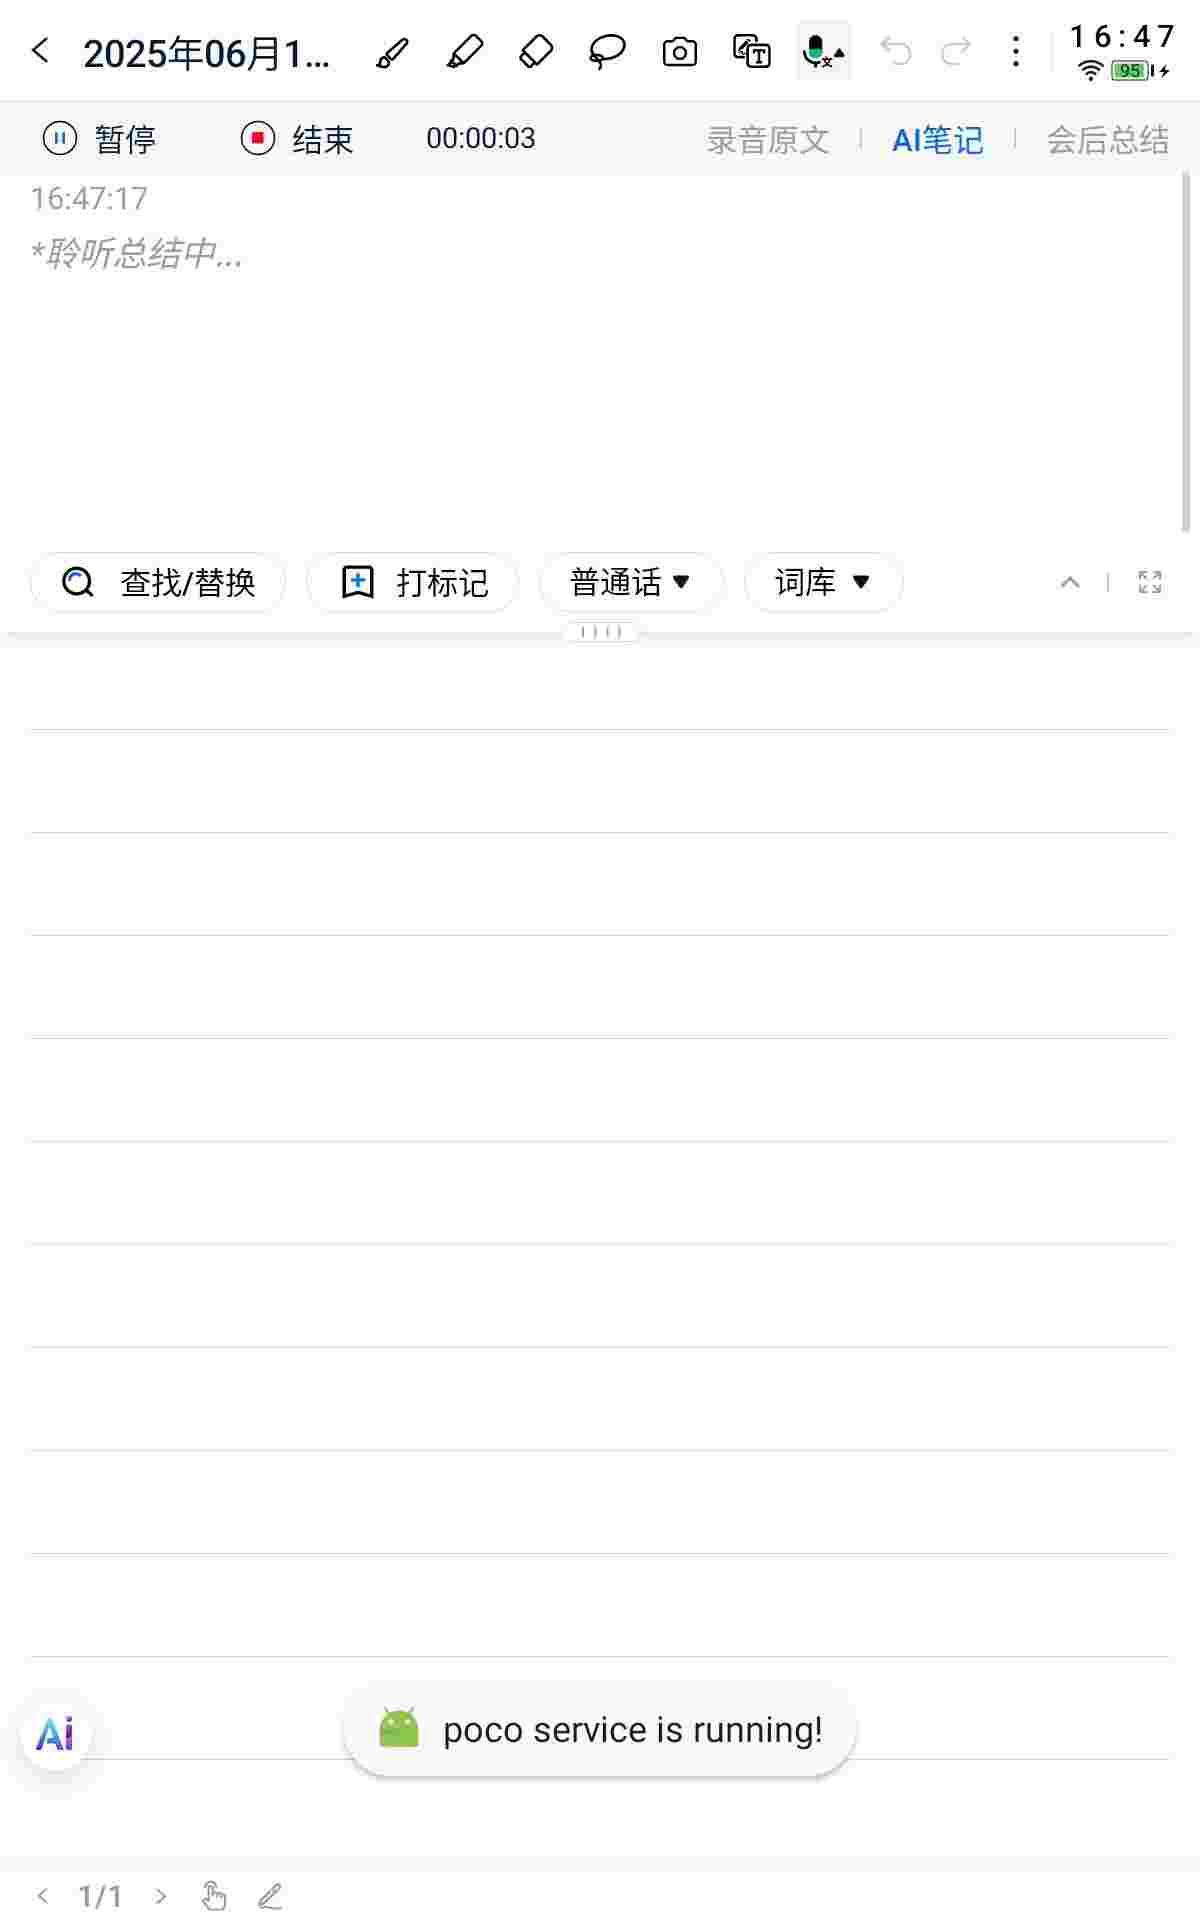 2025年06月1...
16:47
95
暂停
结束
00:00:03
录音原文
AI笔记
会后总结
16:47:17
*聆听总结中...
查找/替换
打标记
普通话
词库
Ai
poco service is running!
1/1